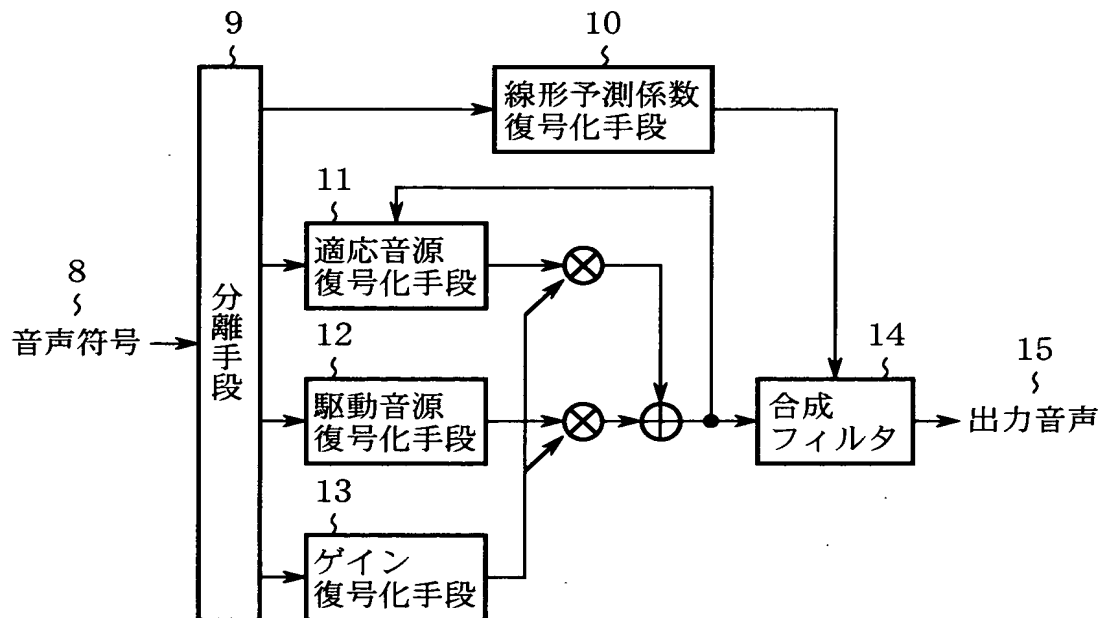 9
10
線形予測係数
復号化手段
11
適応音源
復号化手段
8
音声符号
分離手段
12
駆動音源
復号化手段
14
合成
フィルタ
15
出力音声
13
ゲイン
復号化手段